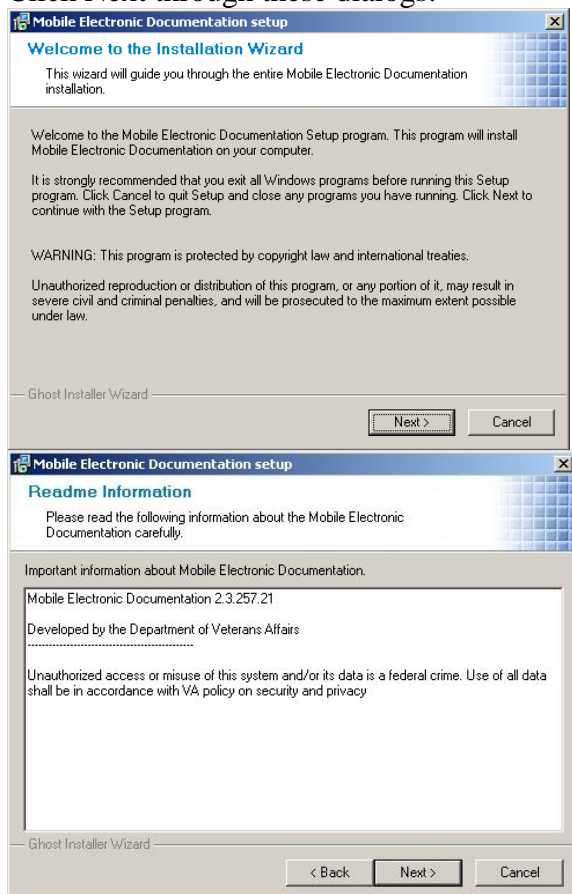 Click Next through these dialogs.
Mobile Electronic Documentation setup
Welcome to the Installation Wizard
This wizard will guide you through the entire Mobile Electronic Documentation
installation.
Welcome to the Mobile Electronic Documentation Setup program. This program will install
Mobile Electronic Documentation on your computer.
It is strongly recommended that you exit all Windows programs before running this Setup
program. Click Cancel to quit Setup and close any programs you have running. Click Next to
continue with the Setup program.
WARNING: This program is protected by copyright law and international treaties.
Unauthorized reproduction or distribution of this program, or any portion of it, may result in
severe civil and criminal penalties, and will be prosecuted to the maximum extent possible
under law.
Ghost Installer Wizard
Next > Cancel
Mobile Electronic Documentation setup
Readme Information
Please read the following information about the Mobile Electronic
Documentation carefully.
Important information about Mobile Electronic Documentation.
Mobile Electronic Documentation 2.3.257.21
Developed by the Department of Veterans Affairs
----------------------------------------------
Unauthorized access or misuse of this system and/or its data is a federal crime. Use of all data
shall be in accordance with VA policy on security and privacy
Ghost Installer Wizard
< Back Next > Cancel